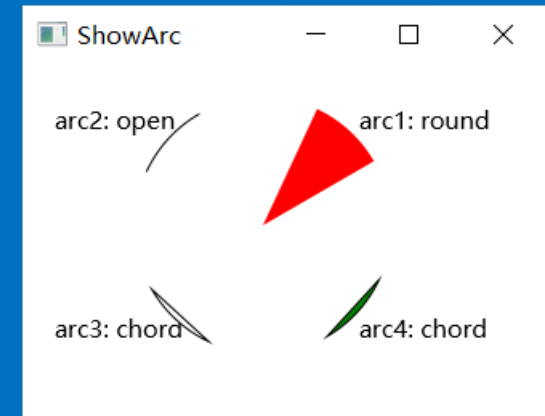 ShowArc
arc2: open
arc1: round
arc3: chord
arc4: chord